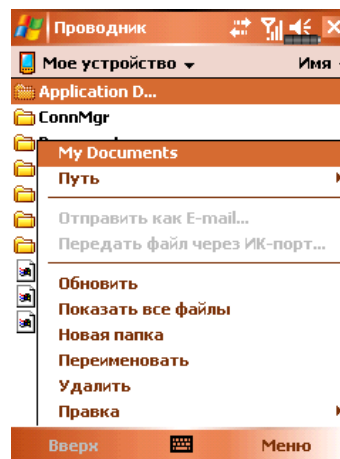 Проводник
Мое устройство
Имя
Application D...
ConnMgr
My Documents
Путь
Отправить как E-mail...
Передать файл через ИК-порт...
Обновить
Показать все файлы
Новая папка
Переименовать
Удалить
Правка
Вверх
Меню